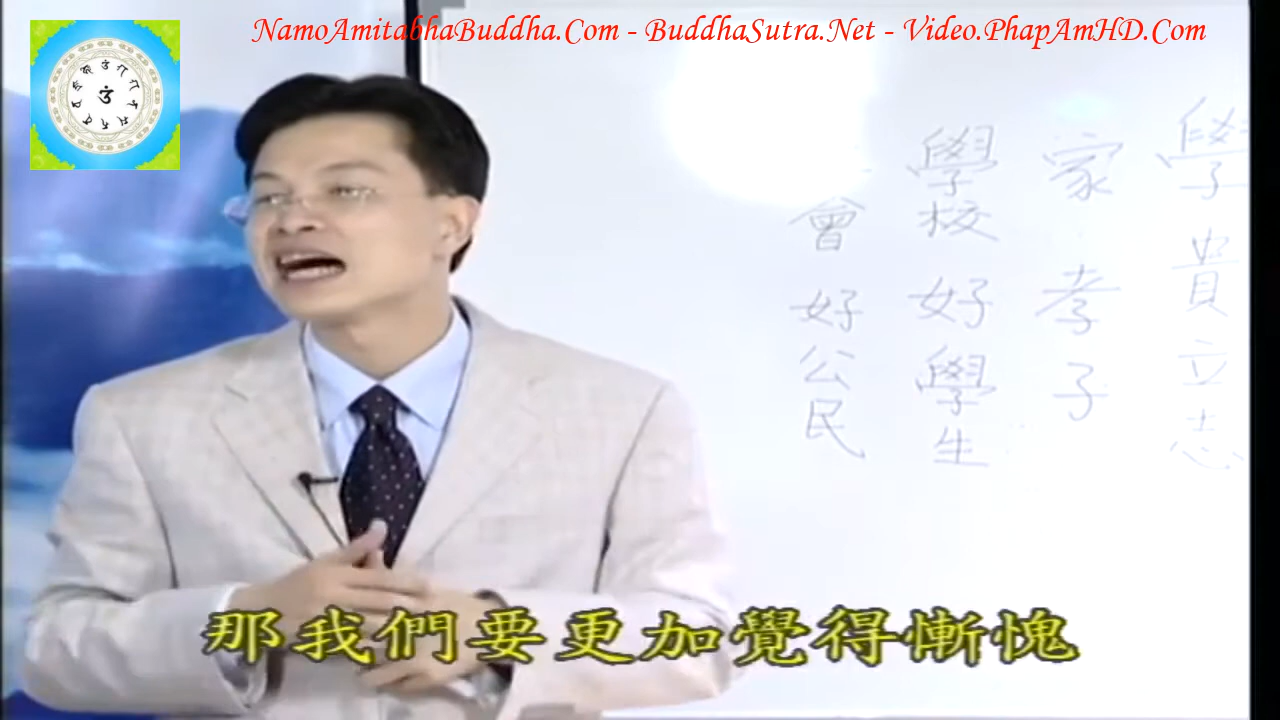 NamoAmitabhaBuddha.Com - BuddhaSutra.Net - Video.PhapAmHD.Com
學貴立志
家 孝子
學校 好學生
會 好公民
那我們要更加覺得慚愧